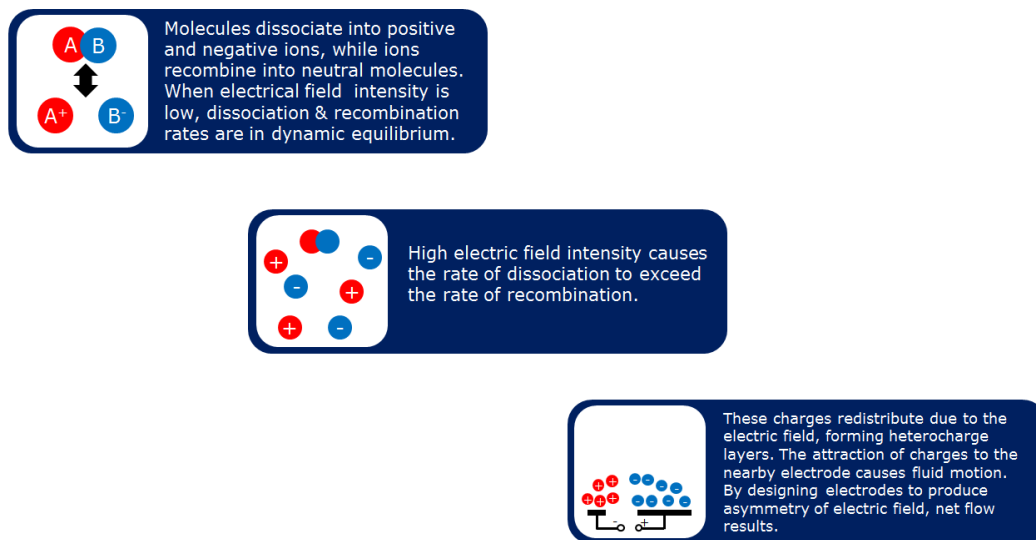 Molecules dissociate into positive
and negative ions, while ions
recombine into neutral molecules.
When electrical field intensity is
low, dissociation & recombination
rates are in dynamic equilibrium.
A B
A+ B-
High electric field intensity causes
the rate of dissociation to exceed
the rate of recombination.
+ -
- +
+ -
These charges redistribute due to the
electric field, forming heterocharge
layers. The attraction of charges to the
nearby electrode causes fluid motion.
By designing electrodes to produce
asymmetry of electric field, net flow
results.
+ + - - - -
+ + + - - - -
- +